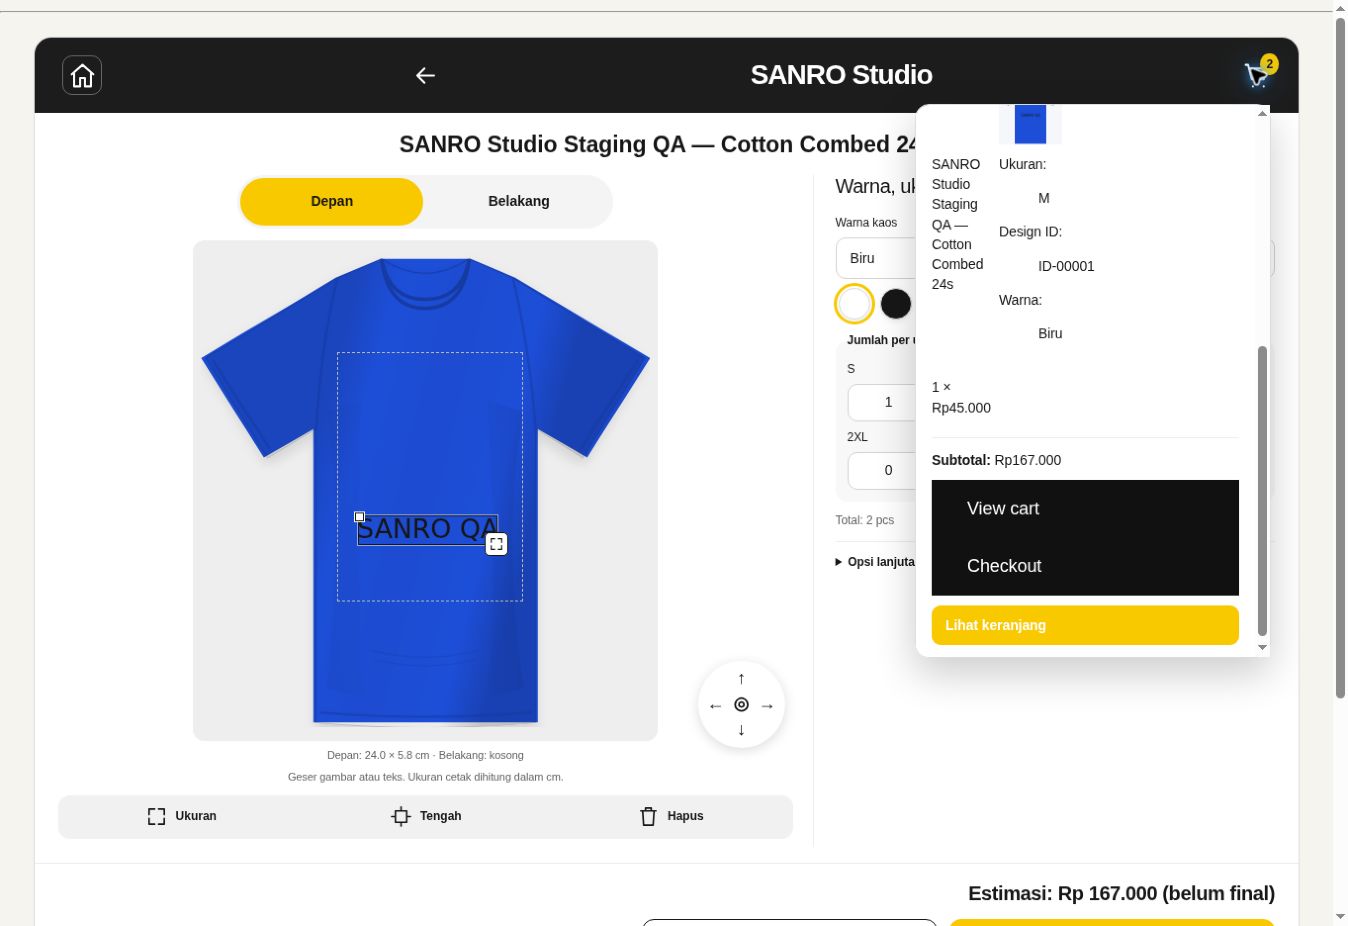 SANRO Studio
2
SANRO Studio Staging QA — Cotton Combed 24
Depan
Belakang
SANRO QA
Depan: 24.0 × 5.8 cm · Belakang: kosong
Geser gambar atau teks. Ukuran cetak dihitung dalam cm.
Ukuran
Tengah
Hapus
Warna, uk
Warna kaos
Biru
Jumlah per u
S
1
2XL
0
Total: 2 pcs
Opsi lanjuta
SANRO
Studio
Staging
QA —
Cotton
Combed
24s
Ukuran:
M
Design ID:
ID-00001
Warna:
Biru
1 ×
Rp45.000
Subtotal: Rp167.000
View cart
Checkout
Lihat keranjang
Estimasi: Rp 167.000 (belum final)